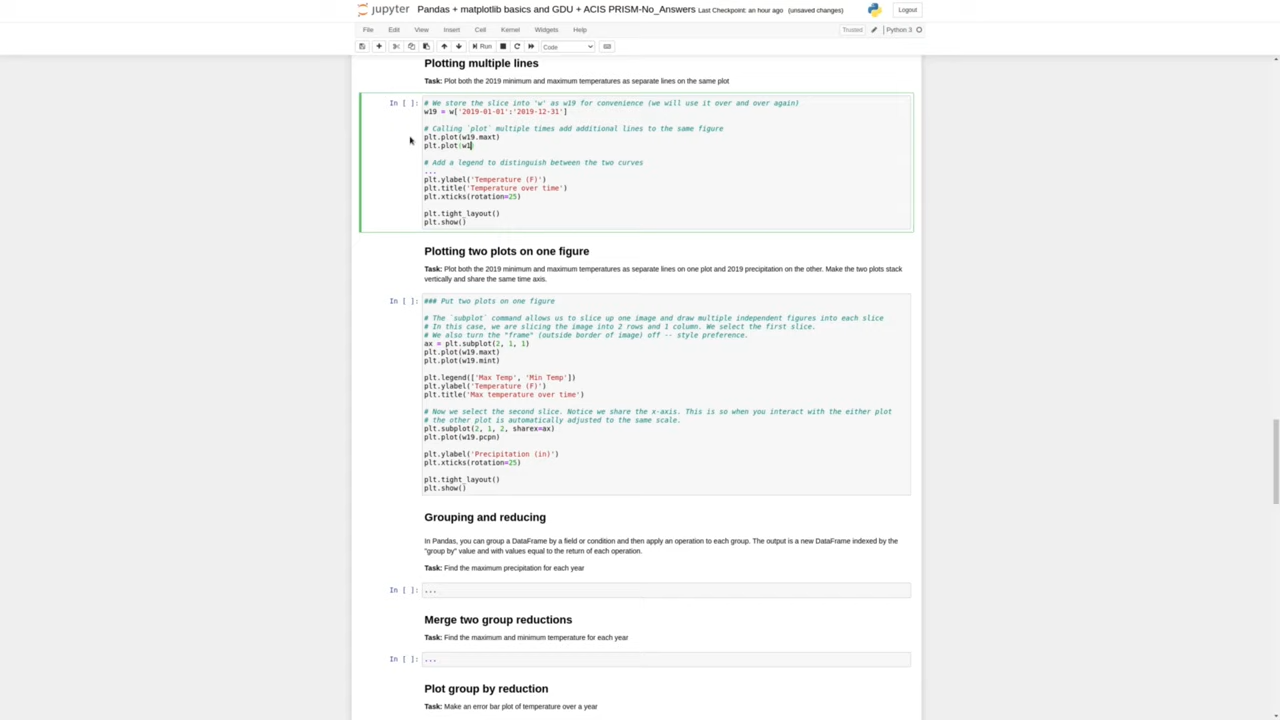 jupyter Pandas + matplotlib basics and GDU + ACIS PRISM-No_Answers Last Checkpoint: an hour ago (unsaved changes) Logout
File Edit View Insert Cell Kernel Widgets Help Trusted Python 3
Run Code
Plotting multiple lines
Task: Plot both the 2019 minimum and maximum temperatures as separate lines on the same plot
In [ ]: # We store the slice into 'w' as w19 for convenience (we will use it over and over again)
w19 = w['2019-01-01':'2019-12-31']
# Calling `plot` multiple times add additional lines to the same figure
plt.plot(w19.maxt)
plt.plot(w1)
# Add a legend to distinguish between the two curves
...
plt.ylabel('Temperature (F)')
plt.title('Temperature over time')
plt.xticks(rotation=25)
plt.tight_layout()
plt.show()
Plotting two plots on one figure
Task: Plot both the 2019 minimum and maximum temperatures as separate lines on one plot and 2019 precipitation on the other. Make the two plots stack
vertically and share the same time axis.
In [ ]: ### Put two plots on one figure
# The `subplot` command allows us to slice up one image and draw multiple independent figures into each slice
# In this case, we are slicing the image into 2 rows and 1 column. We select the first slice.
# We also turn the "frame" (outside border of image) off -- style preference.
ax = plt.subplot(2, 1, 1)
plt.plot(w19.maxt)
plt.plot(w19.mint)
plt.legend(['Max Temp', 'Min Temp'])
plt.ylabel('Temperature (F)')
plt.title('Max temperature over time')
# Now we select the second slice. Notice we share the x-axis. This is so when you interact with the either plot
# the other plot is automatically adjusted to the same scale.
plt.subplot(2, 1, 2, sharex=ax)
plt.plot(w19.pcpn)
plt.ylabel('Precipitation (in)')
plt.xticks(rotation=25)
plt.tight_layout()
plt.show()
Grouping and reducing
In Pandas, you can group a DataFrame by a field or condition and then apply an operation to each group. The output is a new DataFrame indexed by the
"group by" value and with values equal to the return of each operation.
Task: Find the maximum precipitation for each year
In [ ]: ...
Merge two group reductions
Task: Find the maximum and minimum temperature for each year
In [ ]: ...
Plot group by reduction
Task: Make an error bar plot of temperature over a year